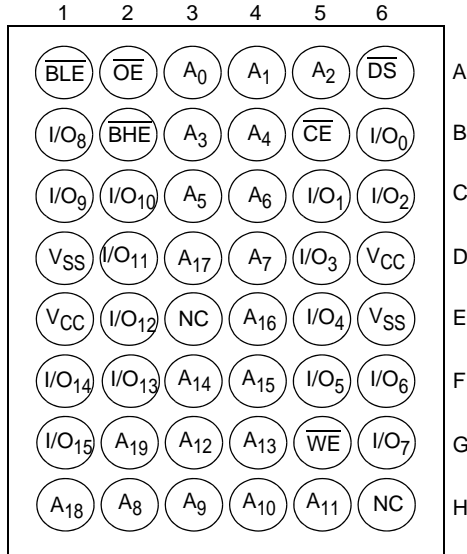 1 2 3 4 5 6
BLE OE A0 A1 A2 DS A
I/O8 BHE A3 A4 CE I/O0 B
I/O9 I/O10 A5 A6 I/O1 I/O2 C
VSS I/O11 A17 A7 I/O3 VCC D
VCC I/O12 NC A16 I/O4 VSS E
I/O14 I/O13 A14 A15 I/O5 I/O6 F
I/O15 A19 A12 A13 WE I/O7 G
A18 A8 A9 A10 A11 NC H